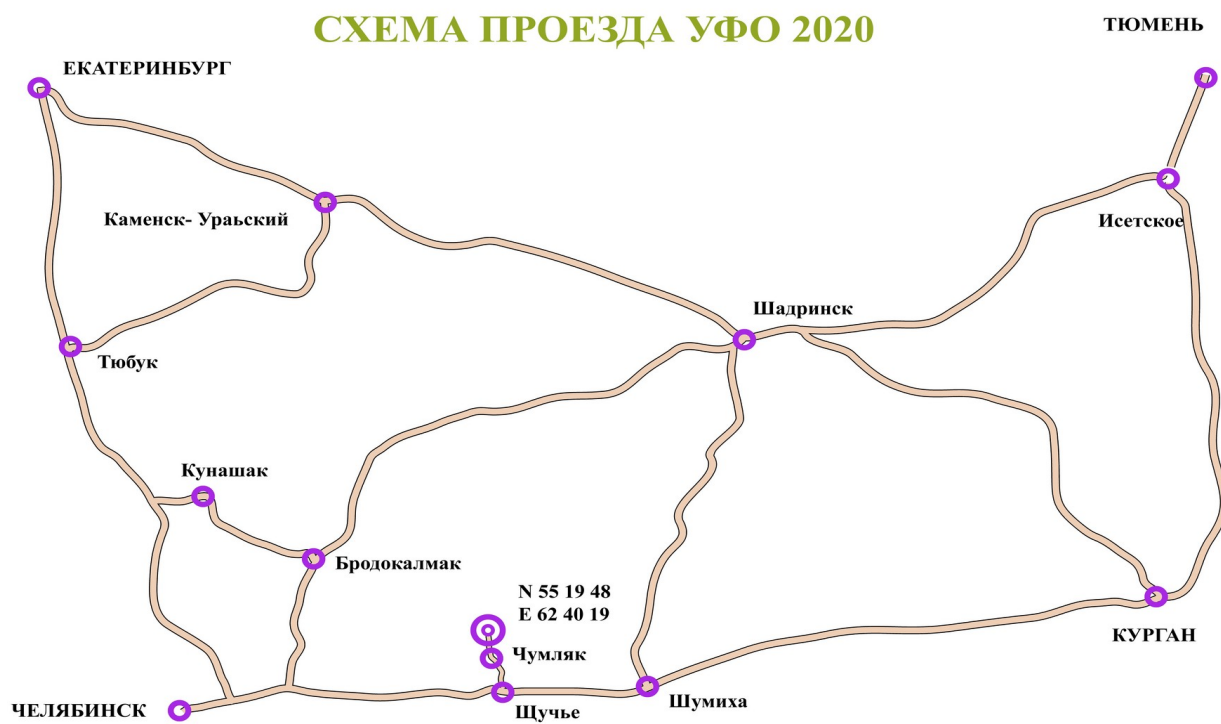 СХЕМА ПРОЕЗДА УФО 2020
ТЮМЕНЬ
ЕКАТЕРИНБУРГ
Каменск- Ураьский
Исетское
Шадринск
Тюбук
Кунашак
Бродокалмак
N 55 19 48
E 62 40 19
КУРГАН
Чумляк
ЧЕЛЯБИНСК
Щучье
Шумиха